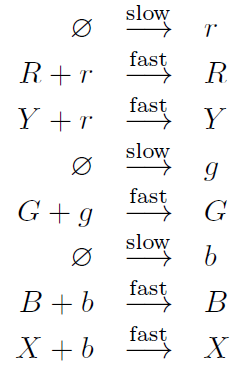 ∅ slow⟶ r
R + r fast⟶ R
Y + r fast⟶ Y
∅ slow⟶ g
G + g fast⟶ G
∅ slow⟶ b
B + b fast⟶ B
X + b fast⟶ X